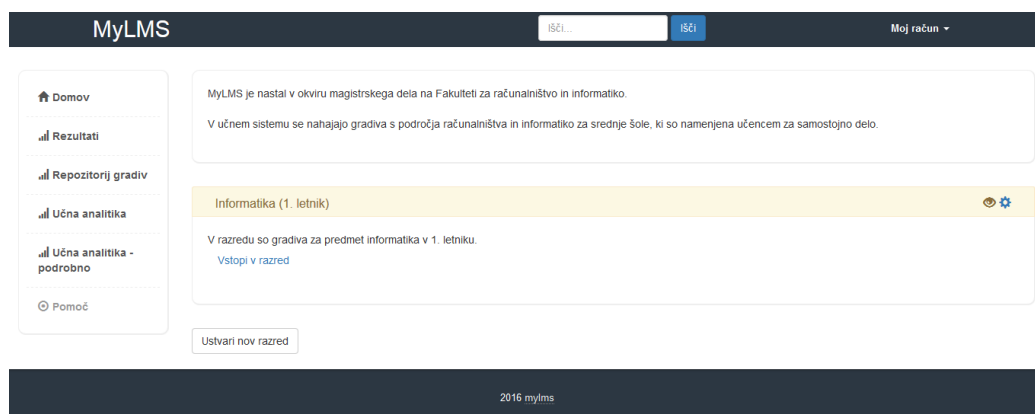 MyLMS
Išči...
Išči
Moj račun
Domov
Rezultati
Repozitorij gradiv
Učna analitika
Učna analitika -
podrobno
Pomoč
MyLMS je nastal v okviru magistrskega dela na Fakulteti za računalništvo in informatiko.
V učnem sistemu se nahajajo gradiva s področja računalništva in informatiko za srednje šole, ki so namenjena učencem za samostojno delo.
Informatika (1. letnik)
V razredu so gradiva za predmet informatika v 1. letniku.
Vstopi v razred
Ustvari nov razred
2016 mylms